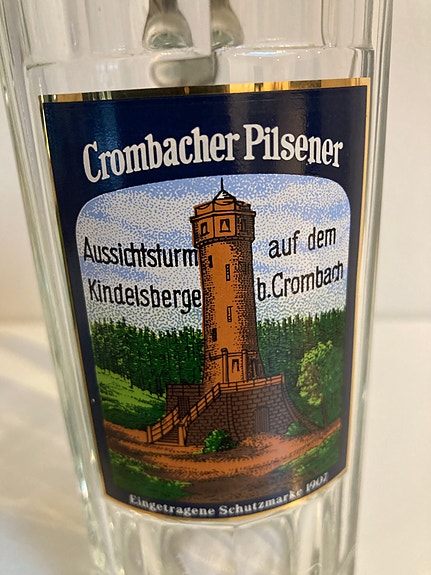 Crombacher Pilsener
Aussichtsturm auf dem
Kindelsberge b. Crombach
Eingetragene Schutzmarke 1902